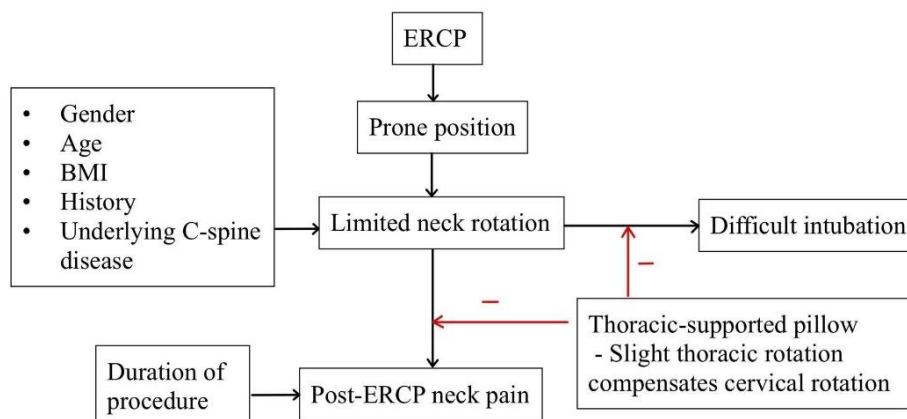 ERCP
Prone position
• Gender
• Age
• BMI
• History
• Underlying C-spine
disease
Limited neck rotation
Difficult intubation
–
–
Thoracic-supported pillow
- Slight thoracic rotation
compensates cervical rotation
Duration of
procedure
Post-ERCP neck pain